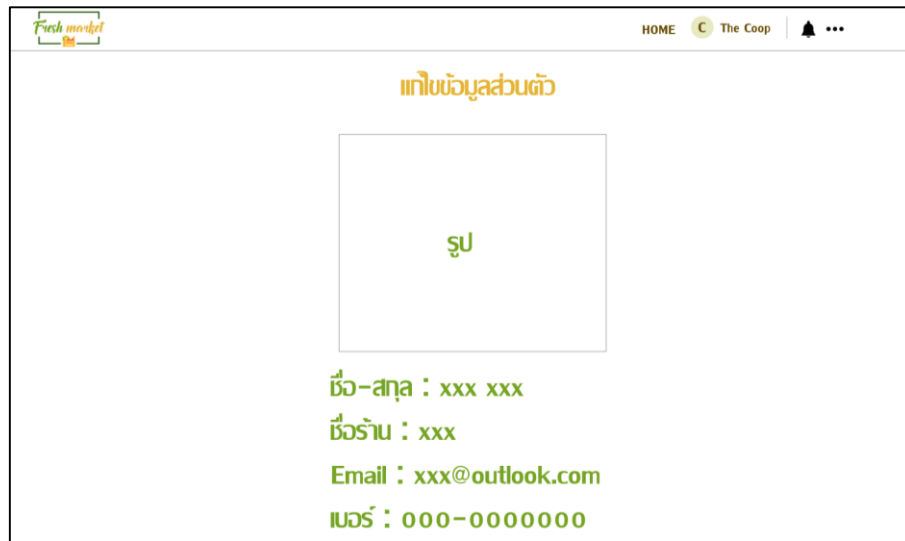 Fresh market
HOME C The Coop
แก้ไขข้อมูลส่วนตัว
รูป
ชื่อ-สกุล : xxx xxx
ชื่อร้าน : xxx
Email : xxx@outlook.com
เบอร์ : 000-0000000